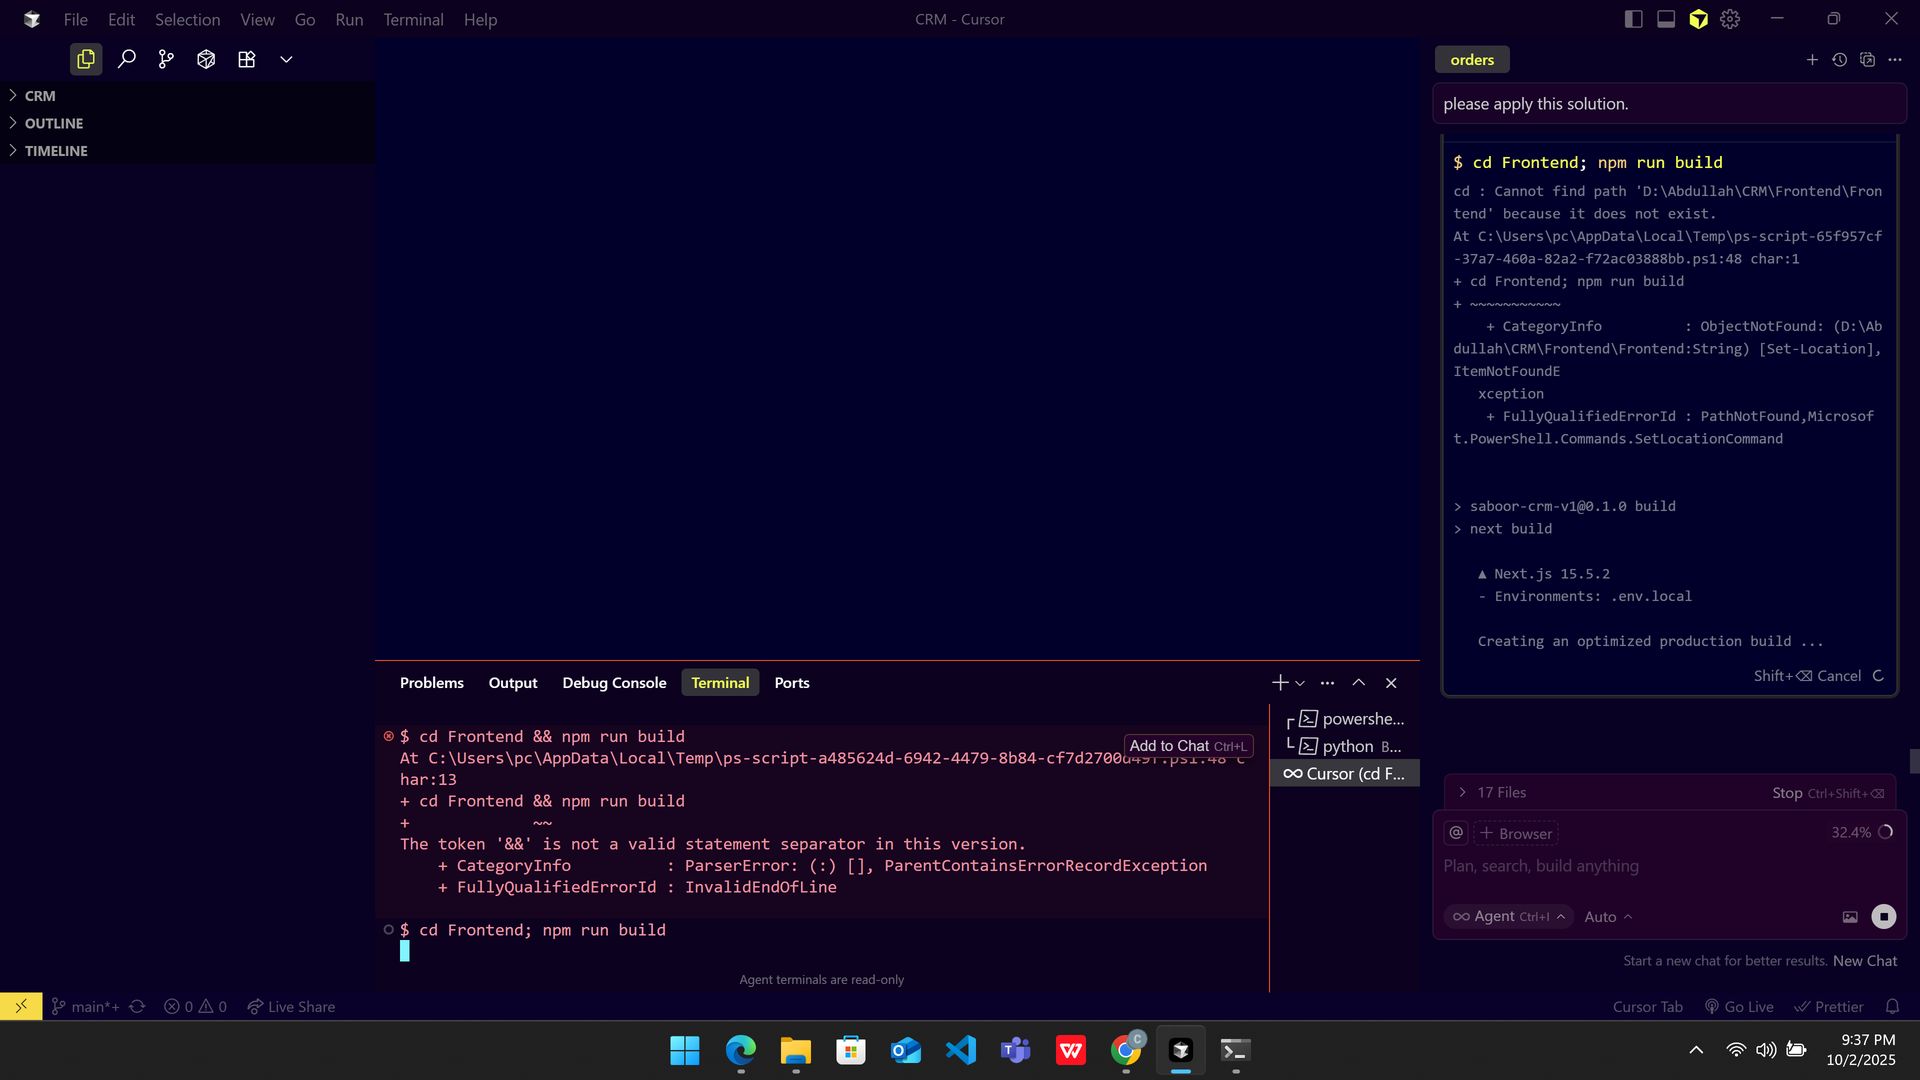 File Edit Selection View Go Run Terminal Help
CRM - Cursor
CRM
OUTLINE
TIMELINE
orders
please apply this solution.
$ cd Frontend; npm run build
cd : Cannot find path 'D:\Abdullah\CRM\Frontend\Fron
tend' because it does not exist.
At C:\Users\pc\AppData\Local\Temp\ps-script-65f957cf
-37a7-460a-82a2-f72ac03888bb.ps1:48 char:1
+ cd Frontend; npm run build
+ ~~~~~~~~~~~
+ CategoryInfo          : ObjectNotFound: (D:\Ab
dullah\CRM\Frontend\Frontend:String) [Set-Location],
ItemNotFoundE
xception
+ FullyQualifiedErrorId : PathNotFound,Microsof
t.PowerShell.Commands.SetLocationCommand
> saboor-crm-v1@0.1.0 build
> next build
▲ Next.js 15.5.2
- Environments: .env.local
Creating an optimized production build ...
Shift+⌫ Cancel
Problems Output Debug Console Terminal Ports
$ cd Frontend && npm run build
Add to Chat Ctrl+L
At C:\Users\pc\AppData\Local\Temp\ps-script-a485624d-6942-4479-8b84-cf7d2700d49f.ps1:48 c
har:13
+ cd Frontend && npm run build
+             ~~
The token '&&' is not a valid statement separator in this version.
+ CategoryInfo          : ParserError: (:) [], ParentContainsErrorRecordException
+ FullyQualifiedErrorId : InvalidEndOfLine
$ cd Frontend; npm run build
Agent terminals are read-only
powershe...
python B...
Cursor (cd F...
17 Files
Stop Ctrl+Shift+⌫
@ + Browser
32.4%
Plan, search, build anything
Agent Ctrl+I Auto
Start a new chat for better results. New Chat
main*+ 0 0 Live Share
Cursor Tab Go Live Prettier
9:37 PM
10/2/2025